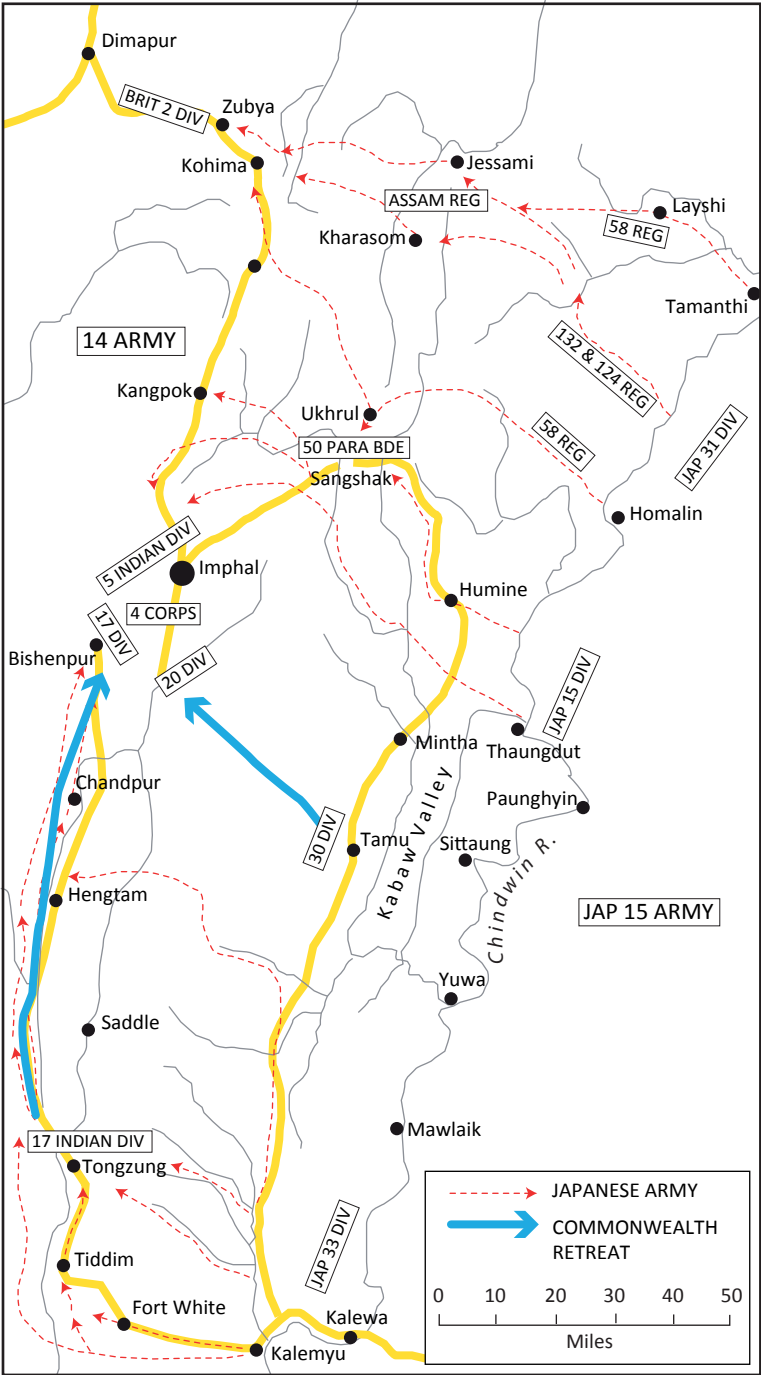 Dimapur
BRIT 2 DIV
Zubya
Kohima
Jessami
ASSAM REG
Layshi
58 REG
Kharasom
Tamanthi
14 ARMY
132 & 124 REG
Kangpok
Ukhrul
58 REG
JAP 31 DIV
50 PARA BDE
Sangshak
Homalin
5 INDIAN DIV
Imphal
Humine
4 CORPS
17 DIV
Bishenpur
20 DIV
JAP 15 DIV
Mintha
Thaungdut
Chandpur
Kabaw Valley
Paunghyin
30 DIV
Tamu
Sittaung
Chindwin R.
Hengtam
JAP 15 ARMY
Yuwa
Saddle
Mawlaik
17 INDIAN DIV
Tongzung
JAP 33 DIV
Tiddim
Fort White
Kalewa
Kalemyu
JAPANESE ARMY
COMMONWEALTH
RETREAT
0 10 20 30 40 50
Miles